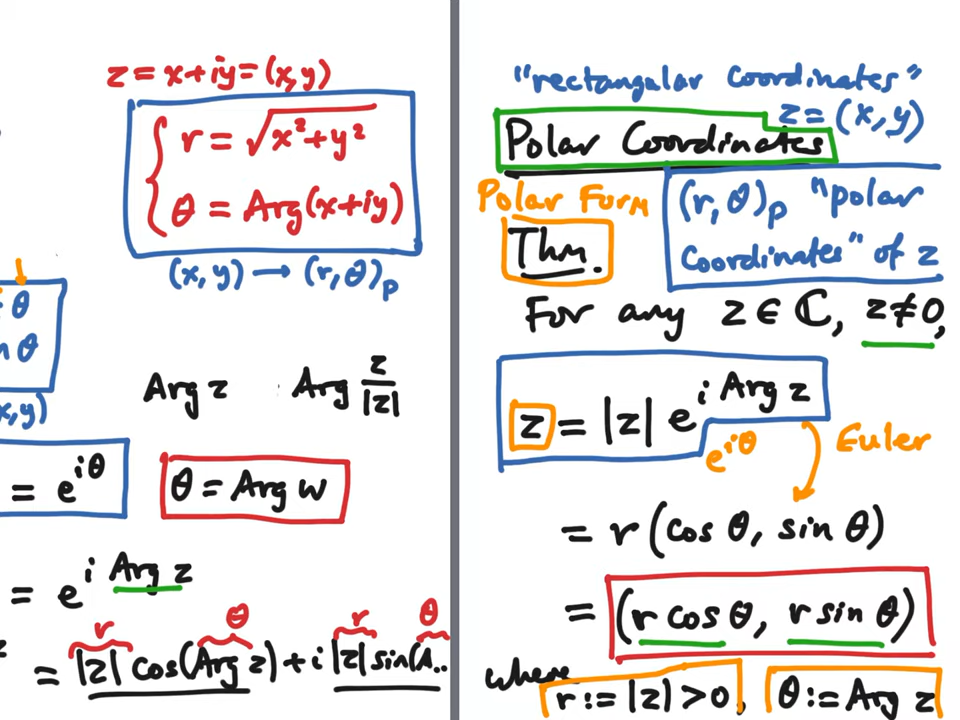 z = x+iy = (x,y)
r = √x²+y²
θ = Arg(x+iy)
(x,y) → (r,θ)ₚ
θ
θ
x,y)
Arg z Arg z/|z|
= e^{iθ} θ = Arg w
= e^{i Arg z}
r θ r θ
= |z| cos(Arg z) + i |z| sin(A..
"rectangular coordinates"
z = (x,y)
Polar Coordinates
Polar Form
(r,θ)ₚ "polar
Coordinates" of z
Thm.
For any z ∈ ℂ, z≠0,
z = |z| e^{i Arg z}
e^{iθ} Euler
= r (cos θ, sin θ)
= (r cos θ, r sin θ)
where
r := |z| > 0, θ := Arg z